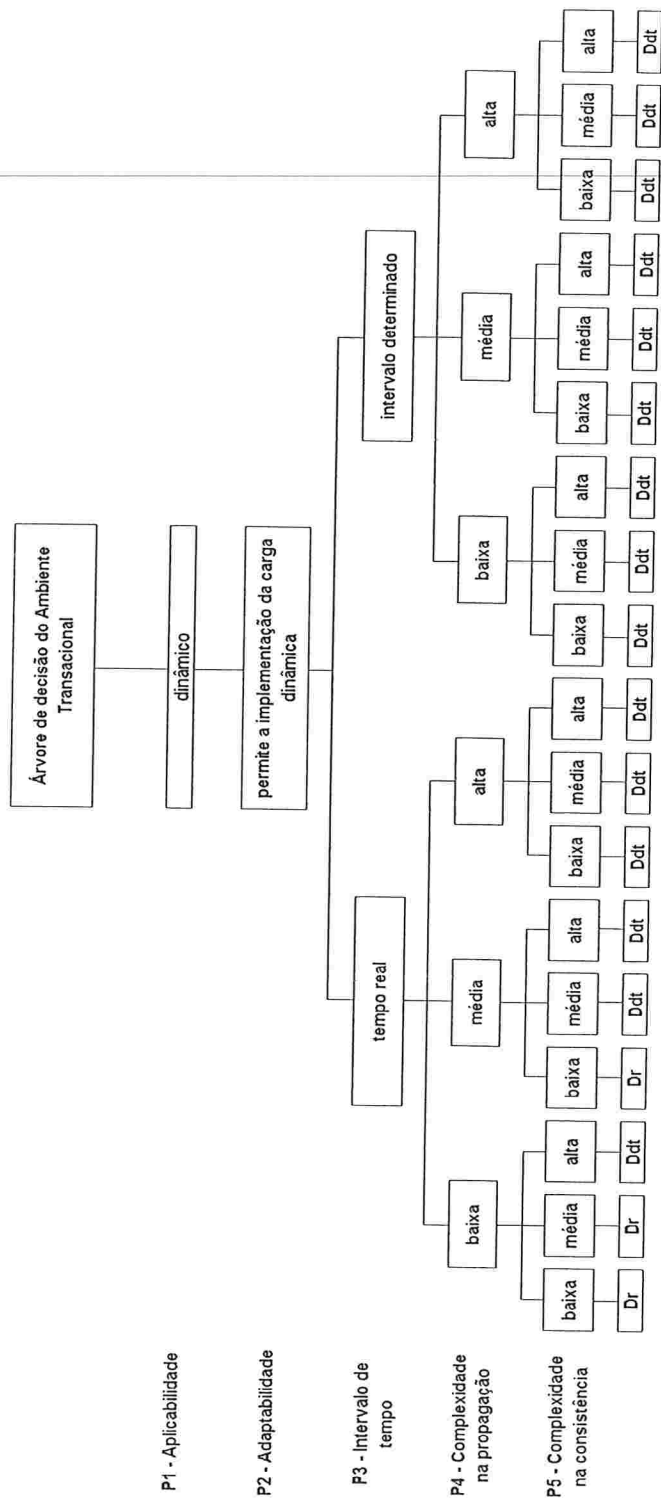 Árvore de decisão do Ambiente
Transacional
P1 - Aplicabilidade
dinâmico
P2 - Adaptabilidade
permite a implementação da carga
dinâmica
P3 - Intervalo de
tempo
tempo real
intervalo determinado
P4 - Complexidade
na propagação
baixa
média
alta
baixa
média
alta
P5 - Complexidade
na consistência
baixa
média
alta
baixa
média
alta
baixa
média
alta
baixa
média
alta
baixa
média
alta
baixa
média
alta
Dr
Dr
Ddt
Dr
Ddt
Ddt
Ddt
Ddt
Ddt
Ddt
Ddt
Ddt
Ddt
Ddt
Ddt
Ddt
Ddt
Ddt